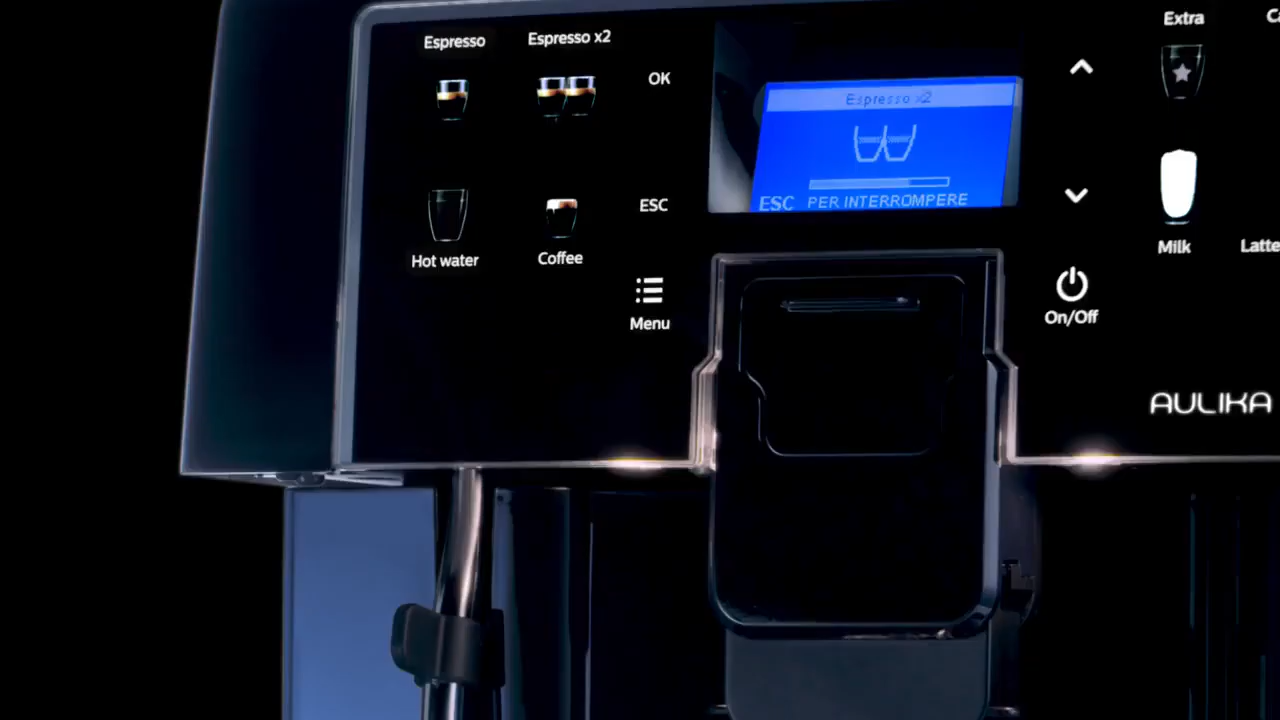 Espresso
Espresso x2
OK
Hot water
Coffee
ESC
Menu
Espresso x2
ESC PER INTERROMPERE
Extra
Milk
Latte
On/Off
AULIKA